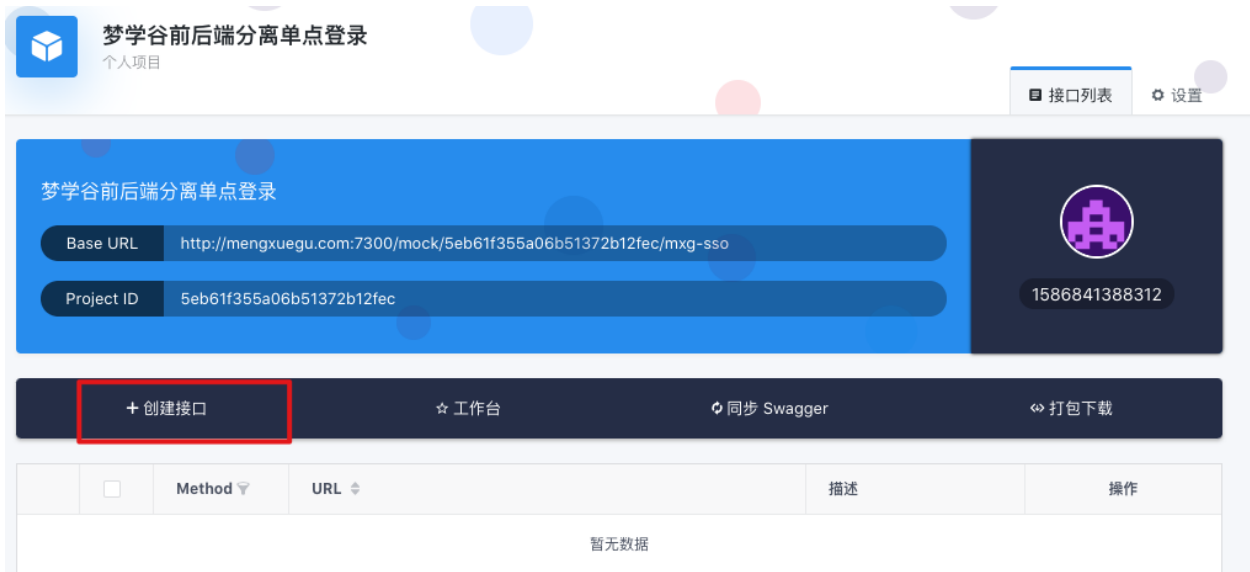 梦学谷前后端分离单点登录
个人项目
接口列表
设置
梦学谷前后端分离单点登录
Base URL http://mengxuegu.com:7300/mock/5eb61f355a06b51372b12fec/mxg-sso
Project ID 5eb61f355a06b51372b12fec
1586841388312
+ 创建接口
工作台
同步 Swagger
打包下载
Method URL 描述 操作
暂无数据